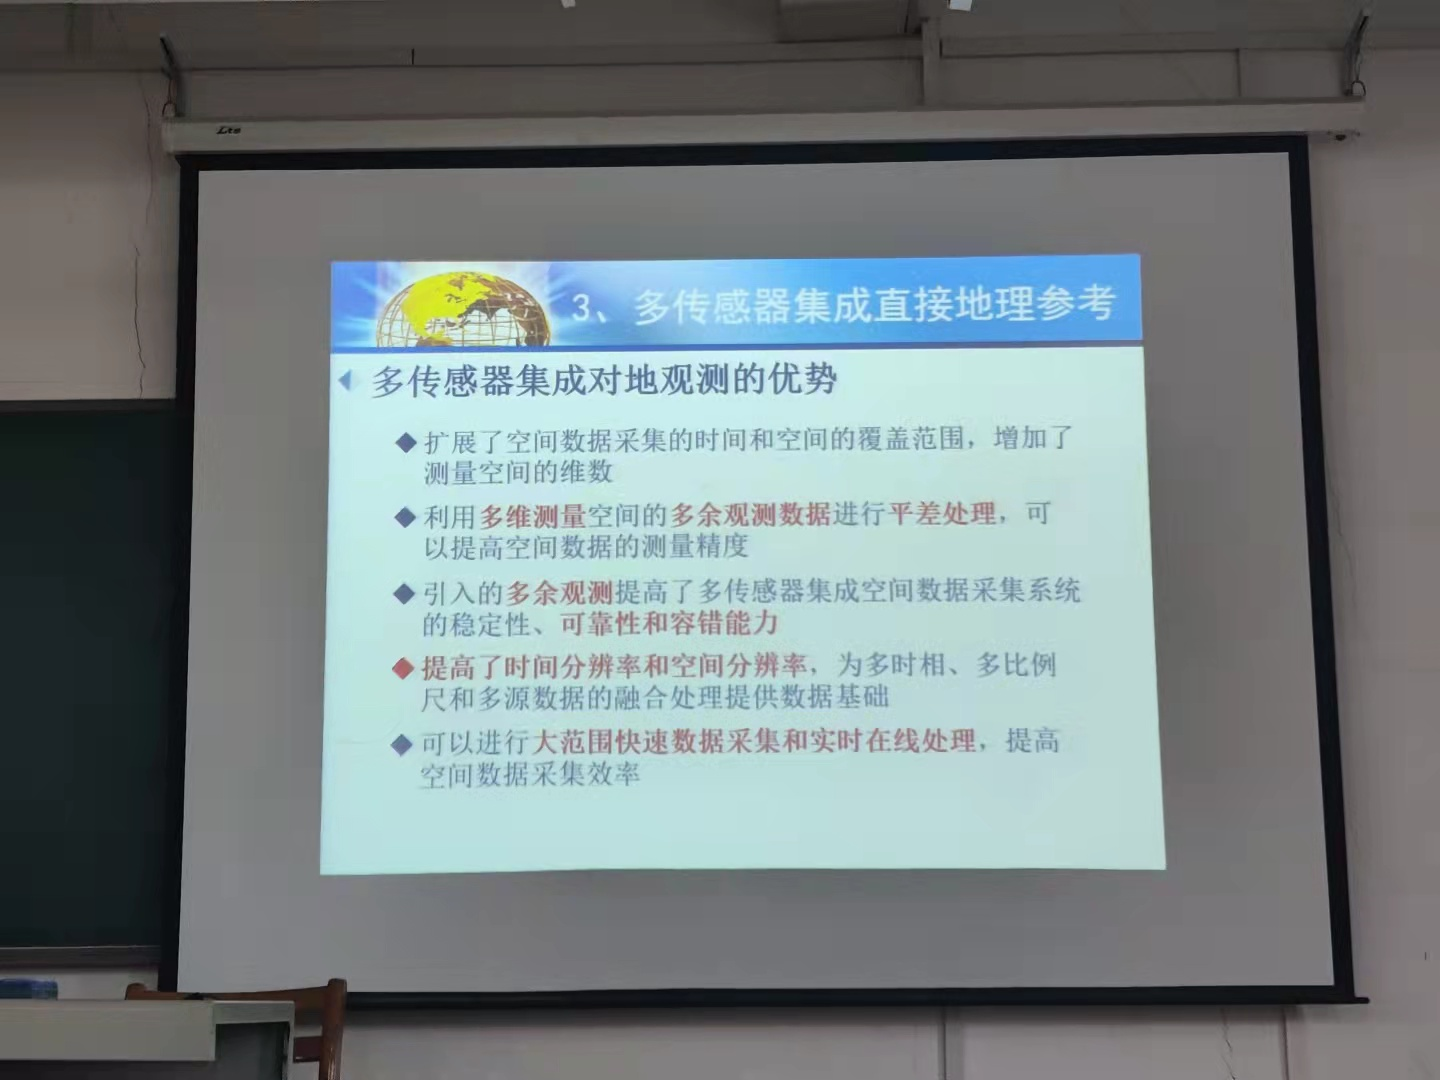 3、多传感器集成直接地理参考
多传感器集成对地观测的优势
扩展了空间数据采集的时间和空间的覆盖范围，增加了
测量空间的维数
利用多维测量空间的多余观测数据进行平差处理，可
以提高空间数据的测量精度
引入的多余观测提高了多传感器集成空间数据采集系统
的稳定性、可靠性和容错能力
提高了时间分辨率和空间分辨率，为多时相、多比例
尺和多源数据的融合处理提供数据基础
可以进行大范围快速数据采集和实时在线处理，提高
空间数据采集效率